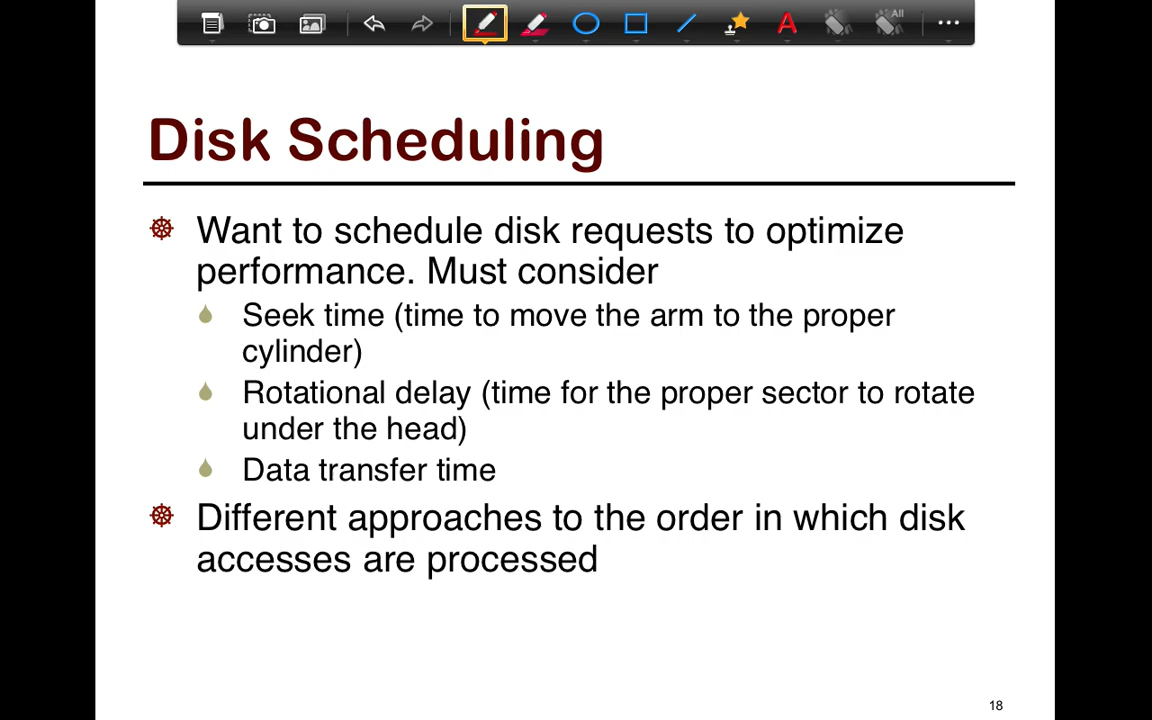 All
A
Disk Scheduling
Want to schedule disk requests to optimize
performance. Must consider
Seek time (time to move the arm to the proper
cylinder)
Rotational delay (time for the proper sector to rotate
under the head)
Data transfer time
Different approaches to the order in which disk
accesses are processed
18